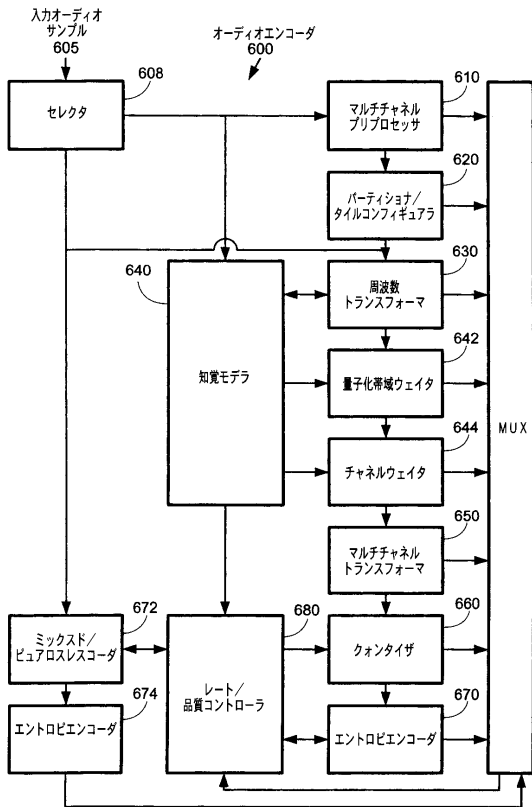 入力オーディオ
サンプル
605
オーディオエンコーダ
600
608
セレクタ
610
マルチチャネル
プリプロセッサ
620
パーティショナ/
タイルコンフィギュアラ
630
周波数
トランスフォーマ
640
知覚モデラ
642
量子化帯域ウェイタ
MUX
644
チャネルウェイタ
650
マルチチャネル
トランスフォーマ
672
ミックスド/
ピュアロスレスコーダ
680
レート/
品質コントローラ
660
クォンタイザ
674
エントロピエンコーダ
670
エントロピエンコーダ